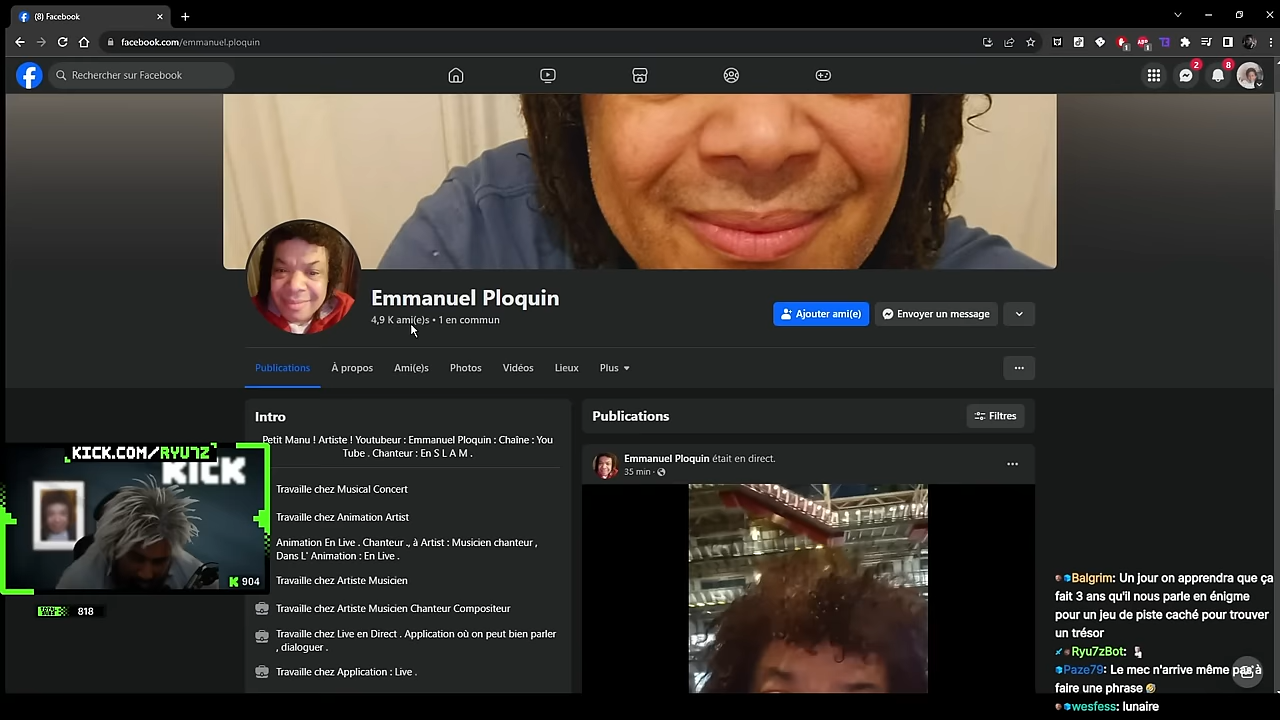 (8) Facebook
facebook.com/emmanuel.ploquin
Rechercher sur Facebook
2
8
Emmanuel Ploquin
4,9 K ami(e)s • 1 en commun
Ajouter ami(e)
Envoyer un message
Publications
À propos
Ami(e)s
Photos
Vidéos
Lieux
Plus
Intro
Petit Manu ! Artiste ! Youtubeur : Emmanuel Ploquin : Chaîne : You
Tube . Chanteur : En S L A M .
Travaille chez Musical Concert
Travaille chez Animation Artist
Animation En Live . Chanteur ., à Artist : Musicien chanteur ,
Dans L' Animation : En Live .
Travaille chez Artiste Musicien
Travaille chez Artiste Musicien Chanteur Compositeur
Travaille chez Live en Direct . Application où on peut bien parler
, dialoguer .
Travaille chez Application : Live .
Publications
Filtres
Emmanuel Ploquin était en direct.
35 min ·
KICK.COM/RYU7Z
KICK
K 904
818
Balgrim: Un jour on apprendra que ça
fait 3 ans qu'il nous parle en énigme
pour un jeu de piste caché pour trouver
un trésor
Ryu7zBot:
Paze79: Le mec n'arrive même pas à
faire une phrase 🤣
wesfess: lunaire